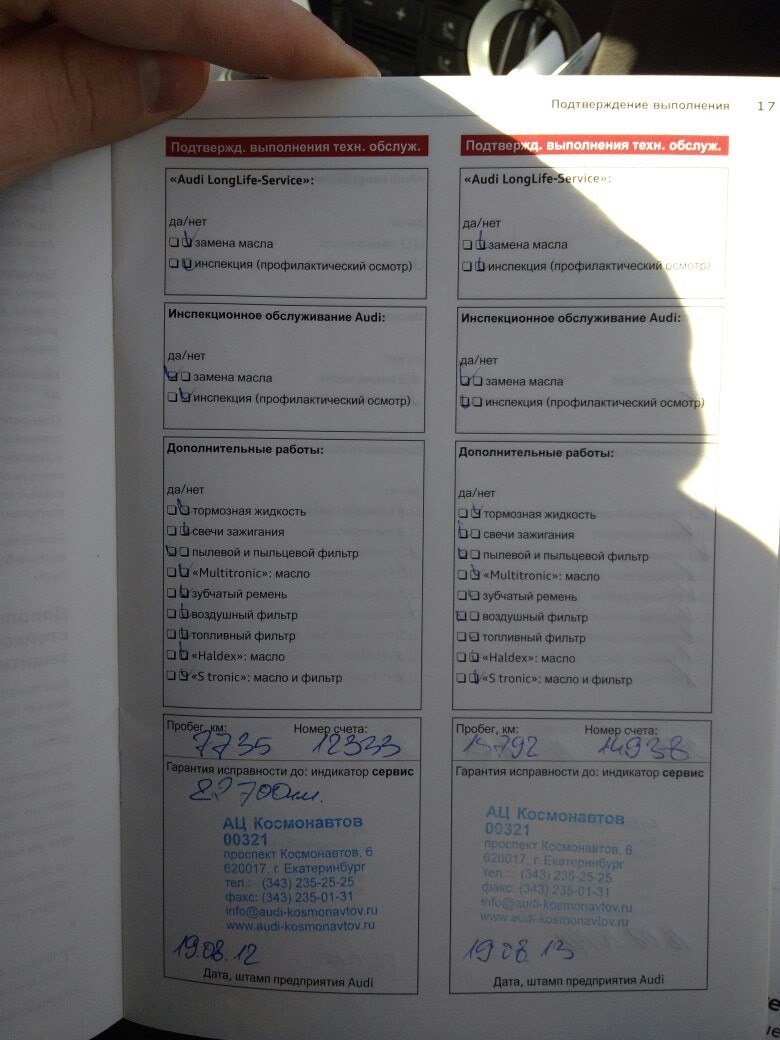 Подтверждение выполнения 17
Подтвержд. выполнения техн. обслуж.
«Audi LongLife-Service»:
да/нет
замена масла
инспекция (профилактический осмотр)
Инспекционное обслуживание Audi:
да/нет
замена масла
инспекция (профилактический осмотр)
Дополнительные работы:
да/нет
тормозная жидкость
свечи зажигания
пылевой и пыльцевой фильтр
«Multitronic»: масло
зубчатый ремень
воздушный фильтр
топливный фильтр
«Haldex»: масло
«S tronic»: масло и фильтр
Пробег, км: Номер счета:
7735 12333
Гарантия исправности до: индикатор сервис
22700км.
АЦ Космонавтов
00321
проспект Космонавтов, 6
620017, г. Екатеринбург
тел.: (343) 235-25-25
факс: (343) 235-01-31
info@audi-kosmonavtov.ru
www.audi-kosmonavtov.ru
19.08.12
Дата, штамп предприятия Audi
Подтвержд. выполнения техн. обслуж.
«Audi LongLife-Service»:
да/нет
замена масла
инспекция (профилактический осмотр)
Инспекционное обслуживание Audi:
да/нет
замена масла
инспекция (профилактический осмотр)
Дополнительные работы:
да/нет
тормозная жидкость
свечи зажигания
пылевой и пыльцевой фильтр
«Multitronic»: масло
зубчатый ремень
воздушный фильтр
топливный фильтр
«Haldex»: масло
«S tronic»: масло и фильтр
Пробег, км: Номер счета:
15792 14938
Гарантия исправности до: индикатор сервис
АЦ Космонавтов
00321
проспект Космонавтов, 6
620017, г. Екатеринбург
тел.: (343) 235-25-25
факс: (343) 235-01-31
info@audi-kosmonavtov.ru
www.audi-kosmonavtov.ru
19.08.13
Дата, штамп предприятия Audi